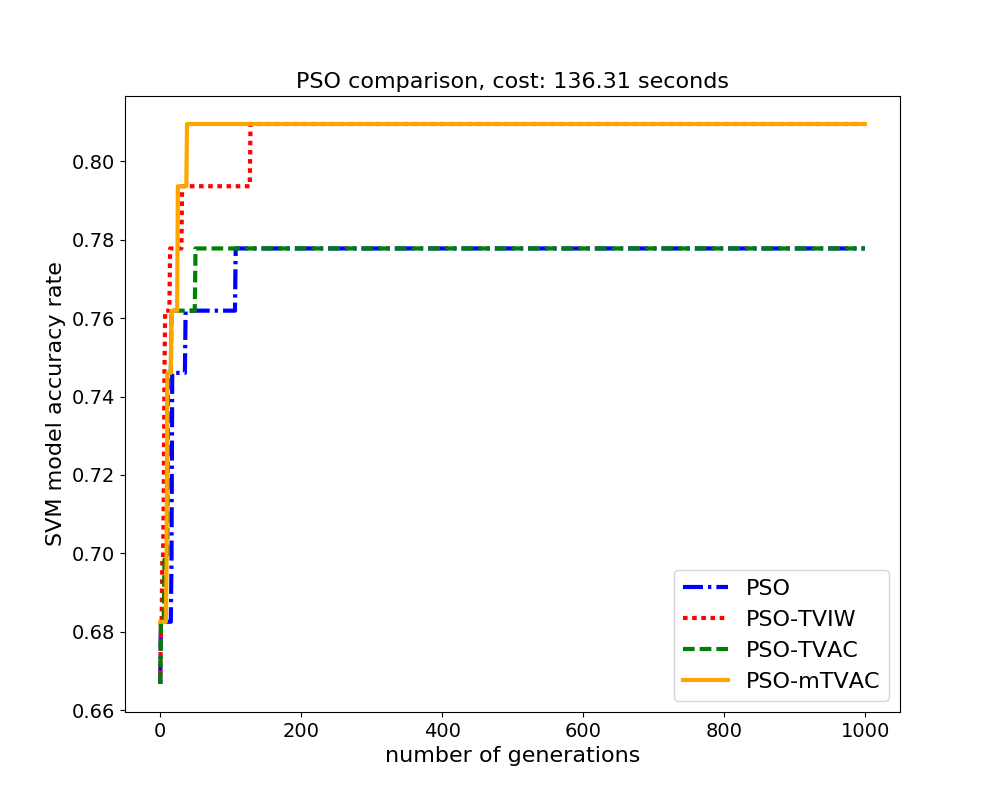 PSO comparison, cost: 136.31 seconds
SVM model accuracy rate
0.80
0.78
0.76
0.74
0.72
0.70
0.68
0.66
0 200 400 600 800 1000
number of generations
PSO
PSO-TVIW
PSO-TVAC
PSO-mTVAC